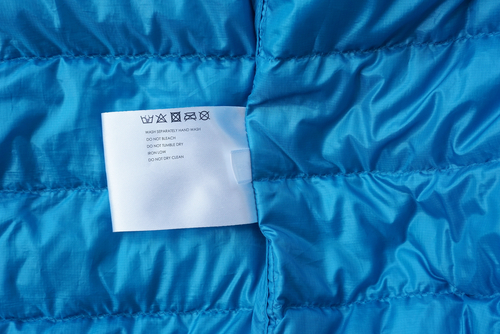 WASH SEPARATELY HAND WASH
DO NOT BLEACH
DO NOT TUMBLE DRY
IRON LOW
DO NOT DRY CLEAN